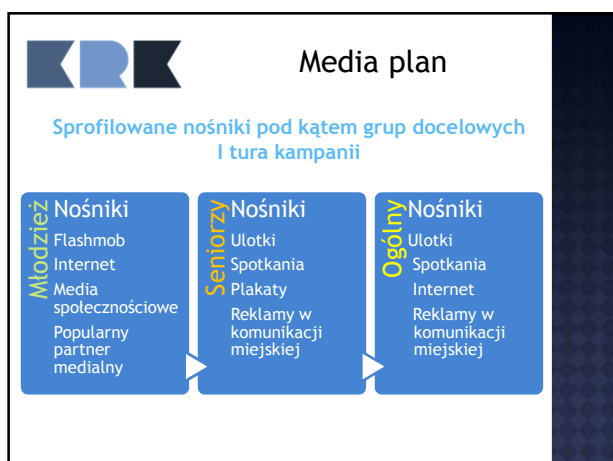 KRK
Media plan
Sprofilowane nośniki pod kątem grup docelowych
I tura kampanii
Młodzież
Nośniki
Flashmob
Internet
Media
społecznościowe
Popularny
partner
medialny
Seniorzy
Nośniki
Ulotki
Spotkania
Plakaty
Reklamy w
komunikacji
miejskiej
Ogólny
Nośniki
Ulotki
Spotkania
Internet
Reklamy w
komunikacji
miejskiej